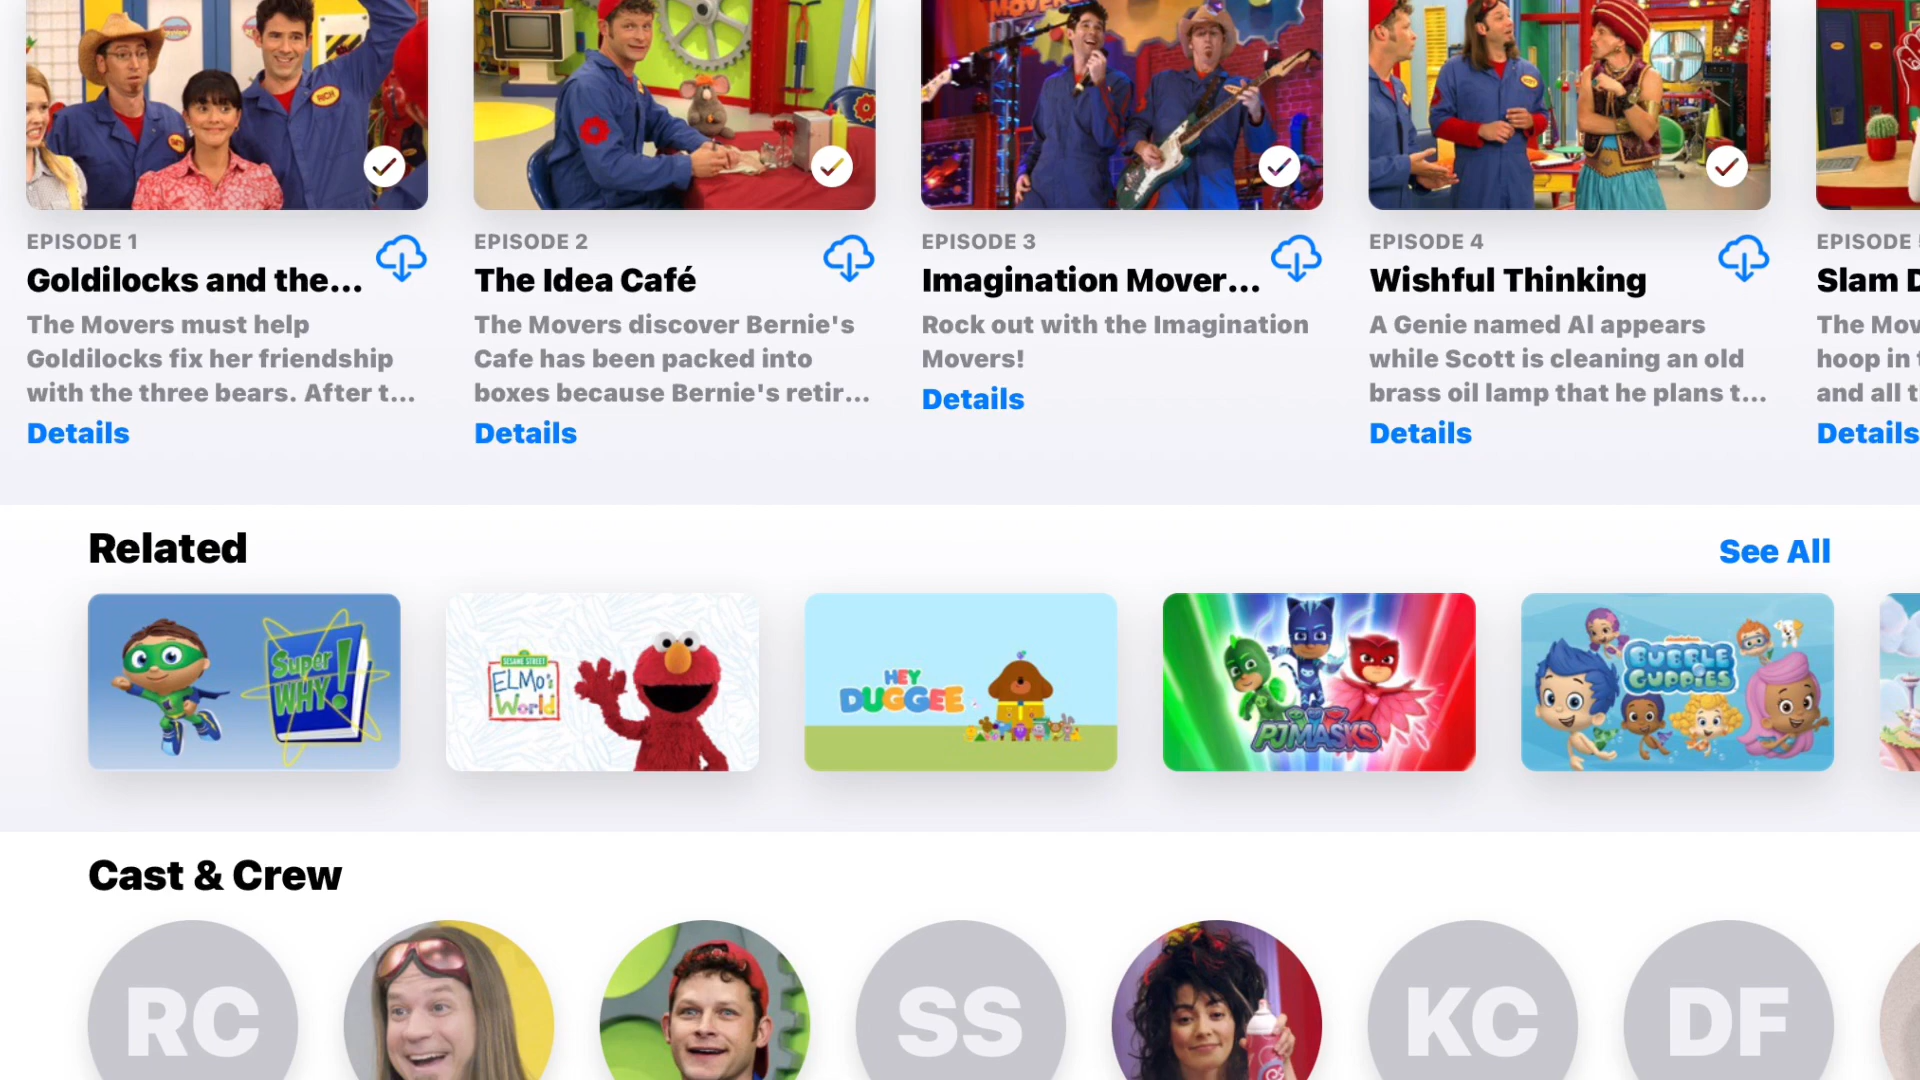 MOVERS
RICH
EPISODE 1
Goldilocks and the...
The Movers must help
Goldilocks fix her friendship
with the three bears. After t...
Details
EPISODE 2
The Idea Café
The Movers discover Bernie's
Cafe has been packed into
boxes because Bernie's retir...
Details
EPISODE 3
Imagination Mover...
Rock out with the Imagination
Movers!
Details
EPISODE 4
Wishful Thinking
A Genie named Al appears
while Scott is cleaning an old
brass oil lamp that he plans t...
Details
EPISODE
Slam
The
hoop in
and all
Details
Related
See All
Super
WHY!
SESAME STREET
ELMO's
World
HEY
DUGGEE
PJMASKS
nickelodeon
BUBBLE
GUPPIES
Cast & Crew
RC
SS
KC
DF